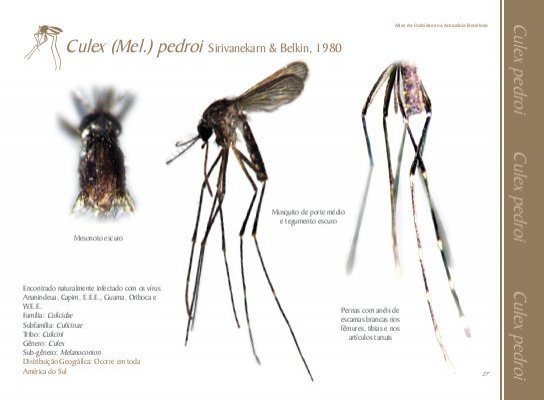 Atlas de Culicídeos na Amazônia Brasileira
Culex (Mel.) pedroi Sirivanakarn & Belkin, 1980
Mesonoto escuro
Mosquito de porte médio
e tegumento escuro
Encontrado naturalmente infectado com os vírus
Ananindeua, Capim, E.E.E., Guama, Oriboca e
W.E.E.
Família: Culicidae
Subfamília: Culicinae
Tribo: Culicini
Gênero: Culex
Sub-gênero: Melanoconion
Distribuição Geográfica: Ocorre em toda
América do Sul
Pernas com anéis de
escamas brancas nos
fêmures, tíbias e nos
artículos tarsais
27
Culex pedroi
Culex pedroi
Culex pedroi